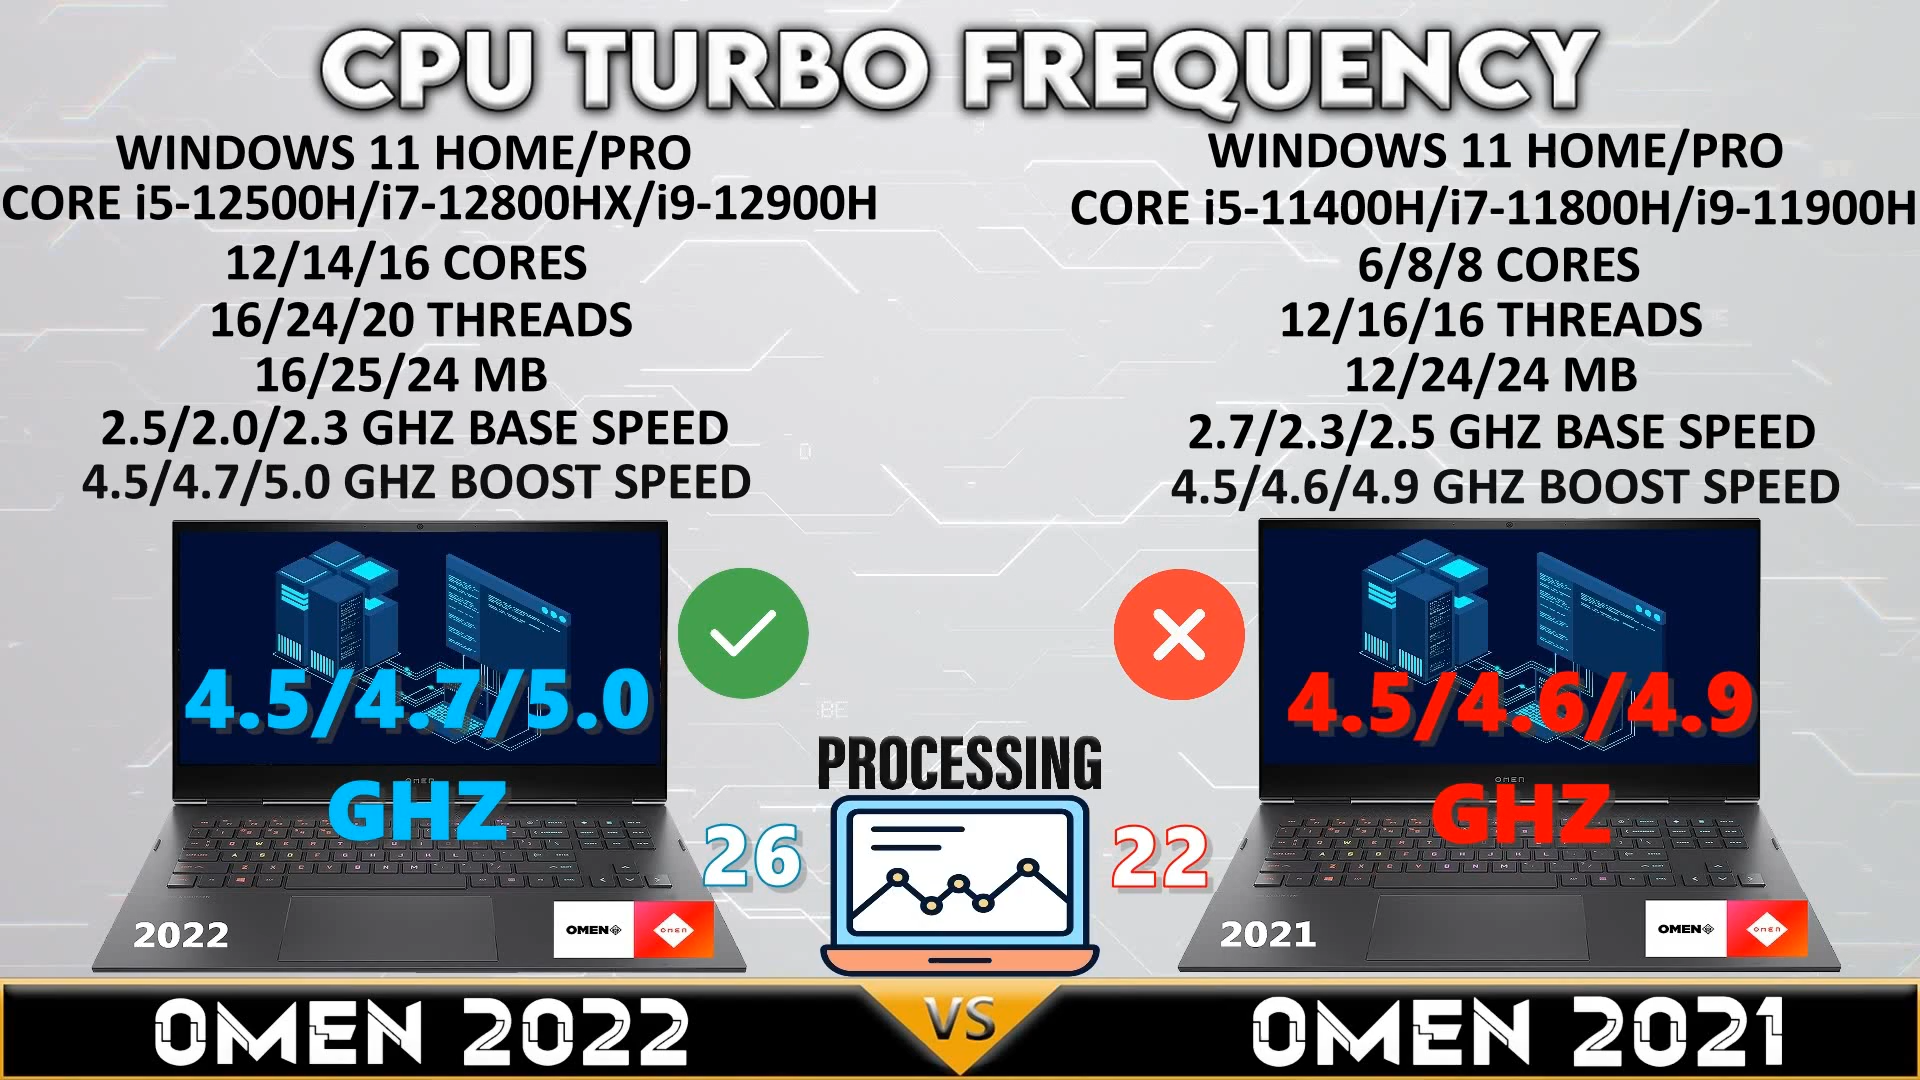 CPU TURBO FREQUENCY
WINDOWS 11 HOME/PRO
CORE i5-12500H/i7-12800HX/i9-12900H
12/14/16 CORES
16/24/20 THREADS
16/25/24 MB
2.5/2.0/2.3 GHZ BASE SPEED
4.5/4.7/5.0 GHZ BOOST SPEED
WINDOWS 11 HOME/PRO
CORE i5-11400H/i7-11800H/i9-11900H
6/8/8 CORES
12/16/16 THREADS
12/24/24 MB
2.7/2.3/2.5 GHZ BASE SPEED
4.5/4.6/4.9 GHZ BOOST SPEED
4.5/4.7/5.0
GHZ
OMEN
2022
OMEN
OMEN
PROCESSING
26
22
4.5/4.6/4.9
GHZ
OMEN
2021
OMEN
OMEN
OMEN 2022
VS
OMEN 2021